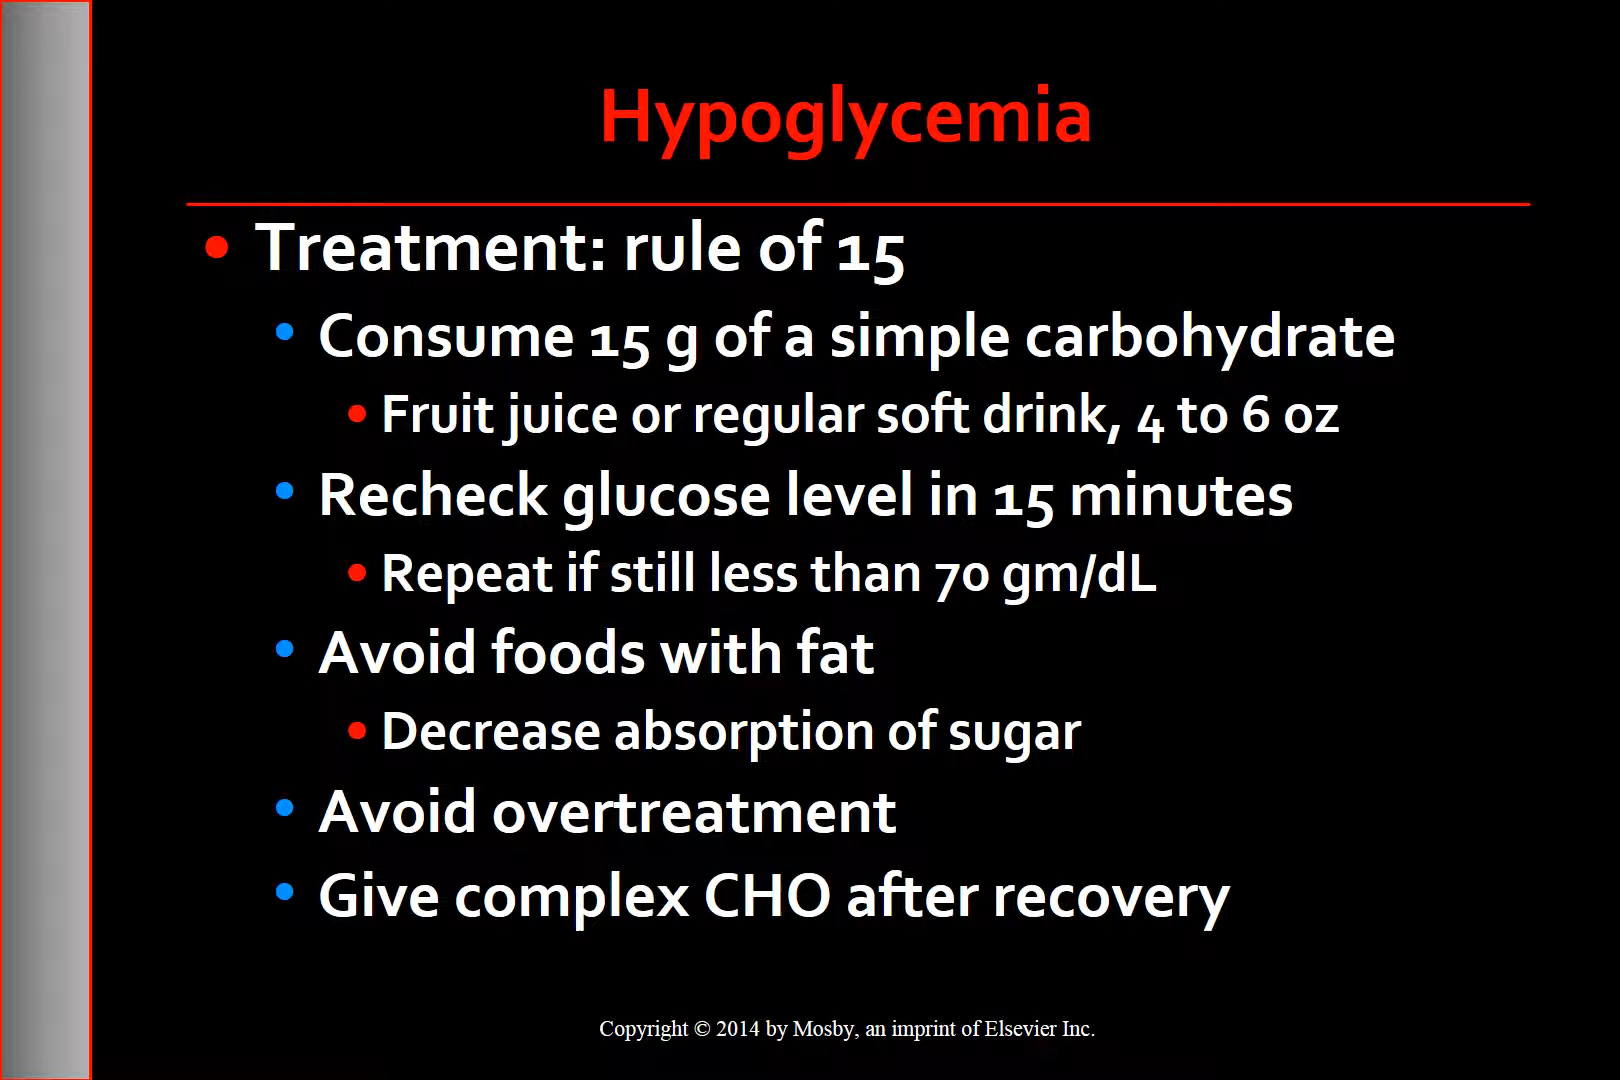 Hypoglycemia
• Treatment: rule of 15
• Consume 15 g of a simple carbohydrate
• Fruit juice or regular soft drink, 4 to 6 oz
• Recheck glucose level in 15 minutes
• Repeat if still less than 70 gm/dL
• Avoid foods with fat
• Decrease absorption of sugar
• Avoid overtreatment
• Give complex CHO after recovery
Copyright © 2014 by Mosby, an imprint of Elsevier Inc.